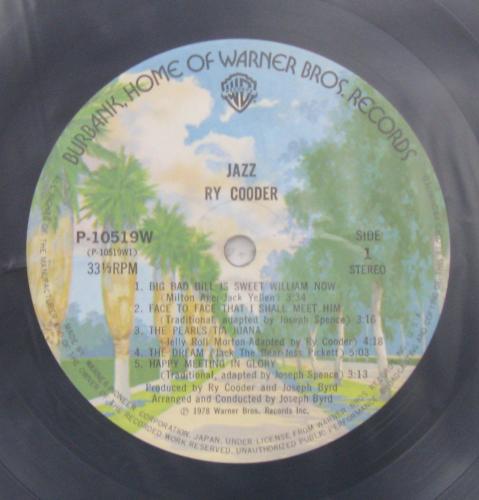 BURBANK, HOME OF WARNER BROS. RECORDS
JAZZ
RY COODER
P-10519W
(P-10519W1)
33⅓RPM
SIDE
1
STEREO
1. BIG BAD BILL IS SWEET WILLIAM NOW
(Milton Ager-Jack Yellen) 3:34
2. FACE TO FACE THAT I SHALL MEET HIM
(Traditional, adapted by Joseph Spence) 3:16
3. THE PEARLS/TIA JUANA
(Jelly Roll Morton-Adapted by Ry Cooder) 4:18
4. THE DREAM (Jack The Bear-Jess Pickett) 5:03
5. HAPPY MEETING IN GLORY
(Traditional, adapted by Joseph Spence) 3:13
Produced by Ry Cooder and Joseph Byrd
Arranged and Conducted by Joseph Byrd
℗ 1978 Warner Bros. Records Inc.
MADE BY WARNER-PIONEER CORPORATION, JAPAN, UNDER LICENSE FROM WARNER BROS.
WORK RESERVED. UNAUTHORIZED PUBLIC PERFORMANCE